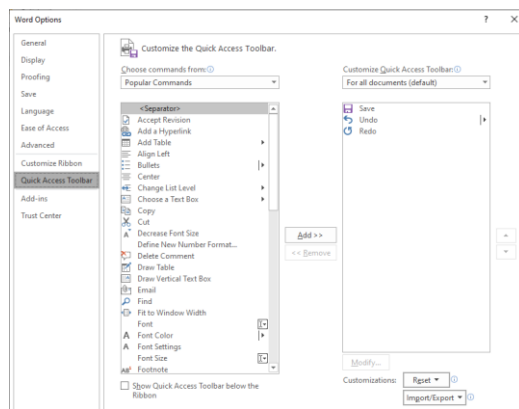 Word Options
General
Display
Proofing
Save
Language
Ease of Access
Advanced
Customize Ribbon
Quick Access Toolbar
Add-ins
Trust Center
Customize the Quick Access Toolbar.
Choose commands from:
Popular Commands
<Separator>
Accept Revision
Add a Hyperlink
Add Table
Align Left
Bullets
Center
Change List Level
Choose a Text Box
Copy
Cut
Decrease Font Size
Define New Number Format...
Delete Comment
Draw Table
Draw Vertical Text Box
Email
Find
Fit to Window Width
Font
Font Color
Font Settings
Font Size
Footnote
Show Quick Access Toolbar below the
Ribbon
Add >>
<< Remove
Customize Quick Access Toolbar:
For all documents (default)
Save
Undo
Redo
Modify...
Customizations:
Reset
Import/Export